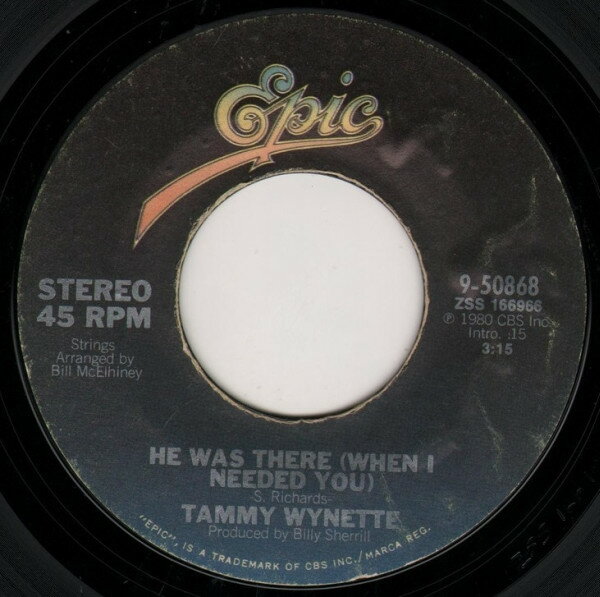 Epic
STEREO
45 RPM
Strings
Arranged by
Bill McElhiney
9-50868
ZSS 166966
℗ 1980 CBS Inc.
Intro. :15
3:15
HE WAS THERE (WHEN I
NEEDED YOU)
-S. Richards-
TAMMY WYNETTE
Produced by Billy Sherrill
"EPIC", IS A TRADEMARK OF CBS INC./MARCA REG.